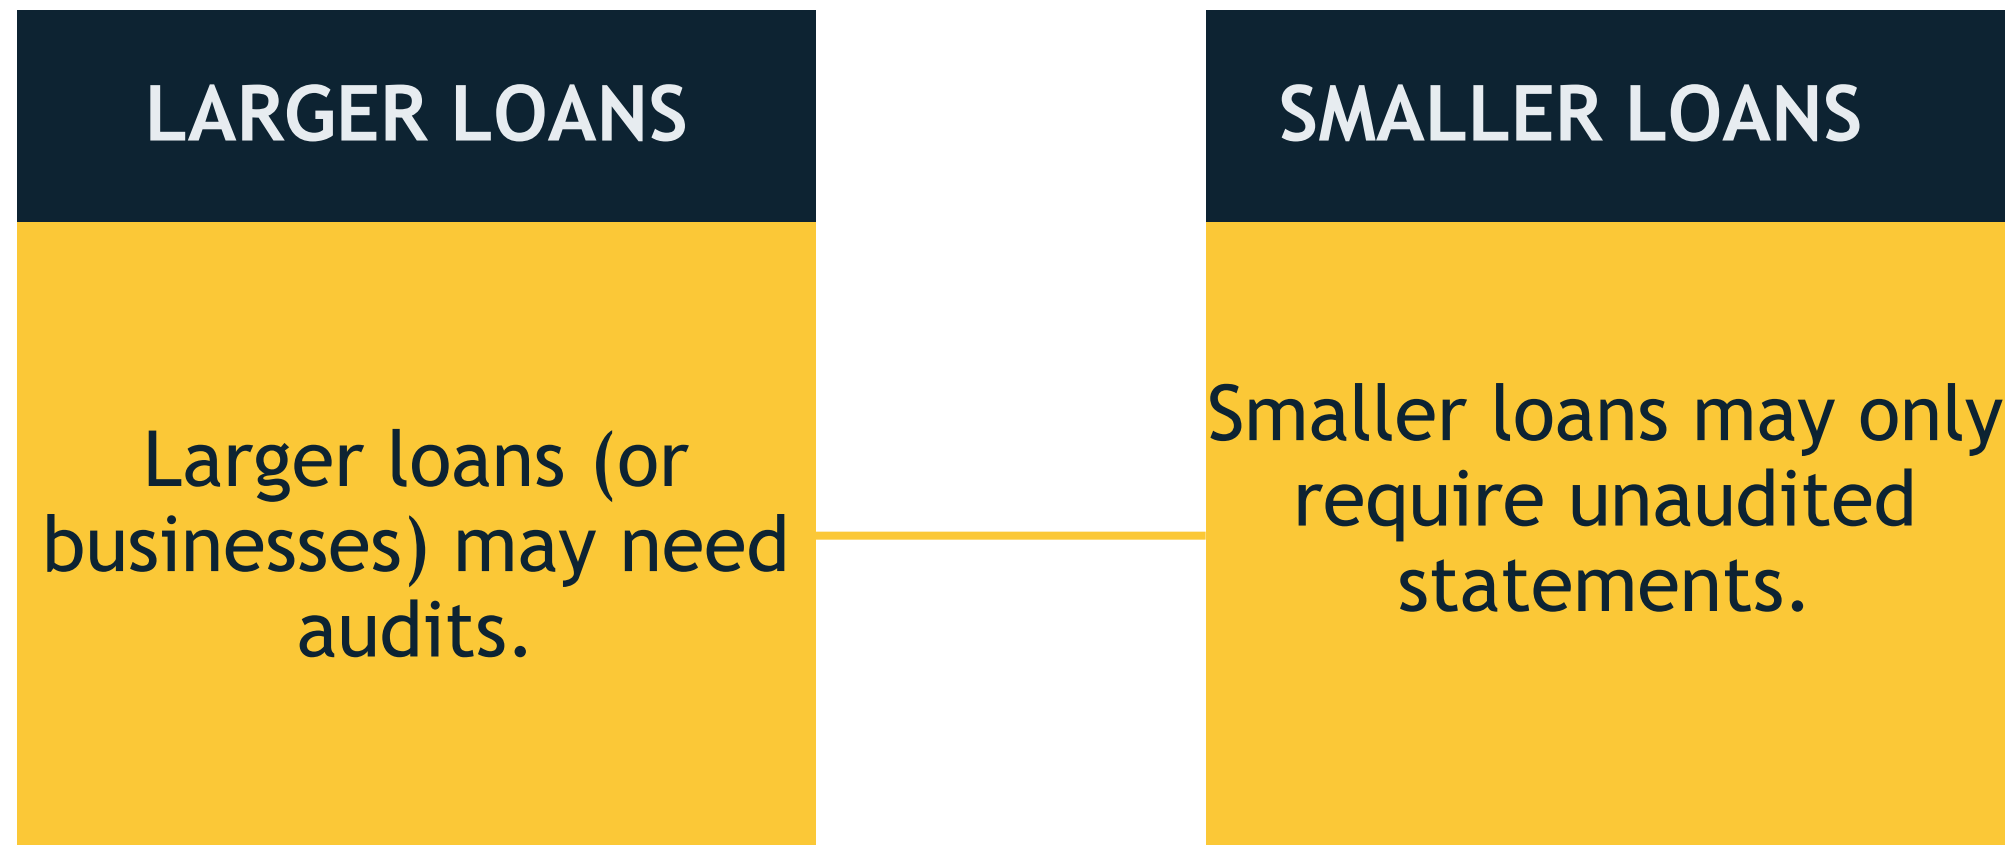 LARGER LOANS
Larger loans (or
businesses) may need
audits.
SMALLER LOANS
Smaller loans may only
require unaudited
statements.